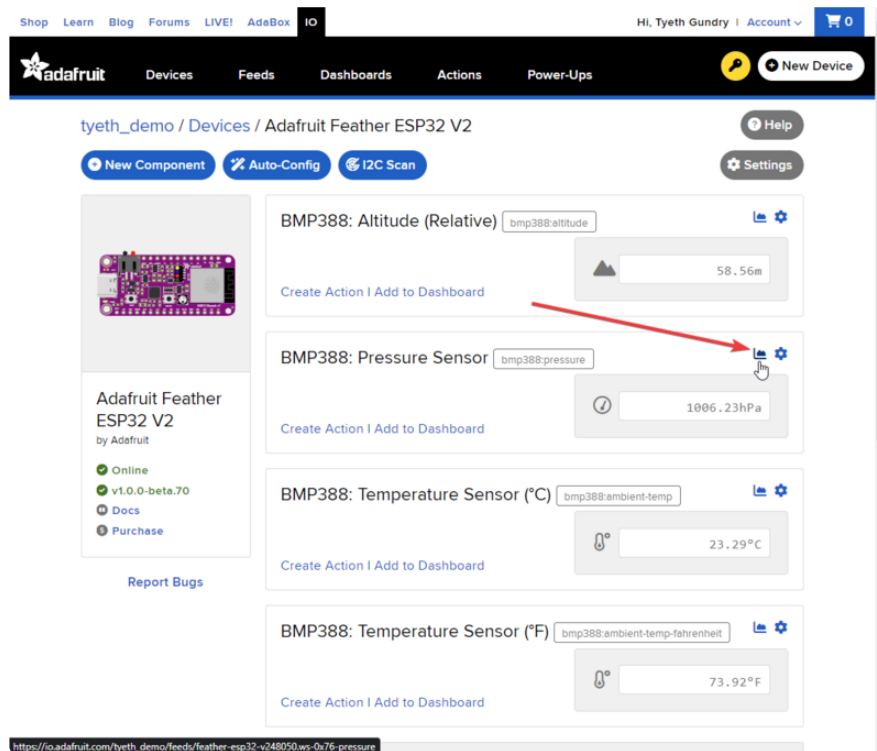 Shop Learn Blog Forums LIVE! AdaBox IO Hi, Tyeth Gundry | Account 0
adafruit Devices Feeds Dashboards Actions Power-Ups New Device
tyeth_demo / Devices / Adafruit Feather ESP32 V2 Help
New Component Auto-Config I2C Scan Settings
BMP388: Altitude (Relative) bmp388:altitude
58.56m
Create Action | Add to Dashboard
BMP388: Pressure Sensor bmp388:pressure
1006.23hPa
Create Action | Add to Dashboard
Adafruit Feather
ESP32 V2
by Adafruit
Online
v1.0.0-beta.70
Docs
Purchase
Report Bugs
BMP388: Temperature Sensor (°C) bmp388:ambient-temp
23.29°C
Create Action | Add to Dashboard
BMP388: Temperature Sensor (°F) bmp388:ambient-temp-fahrenheit
73.92°F
Create Action | Add to Dashboard
https://io.adafruit.com/tyeth_demo/feeds/feather-esp32-v248050.ws-0x76-pressure